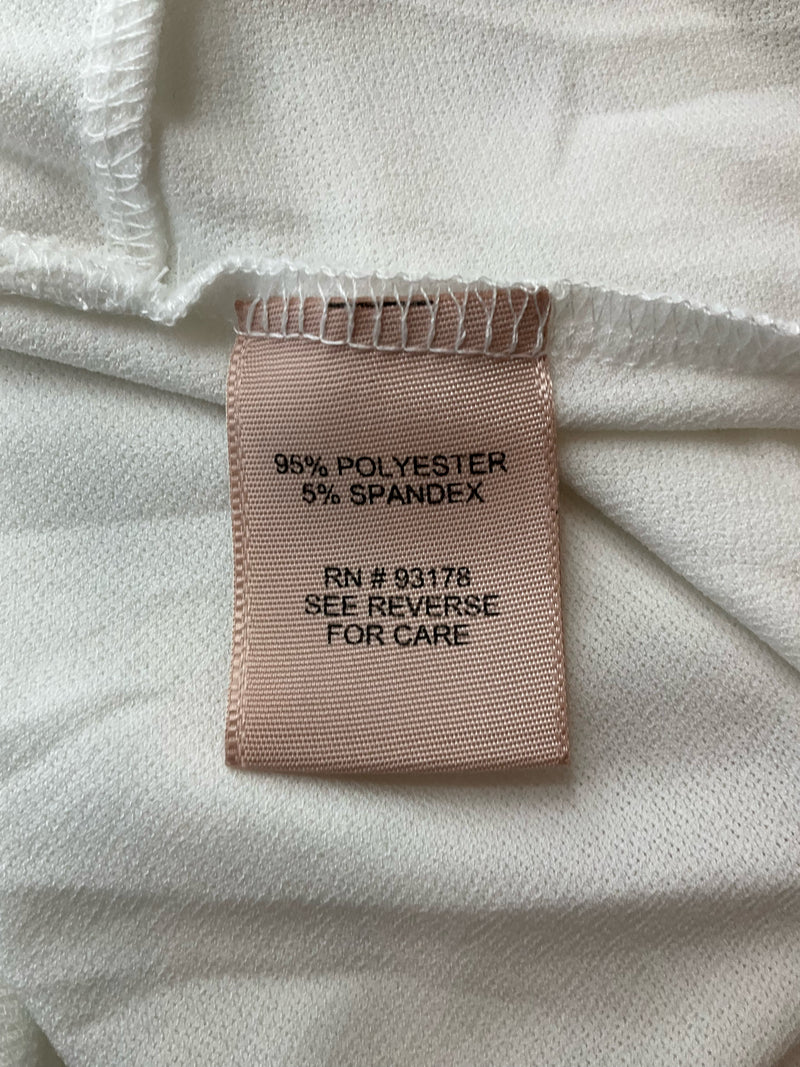 95% POLYESTER
5% SPANDEX
RN # 93178
SEE REVERSE
FOR CARE